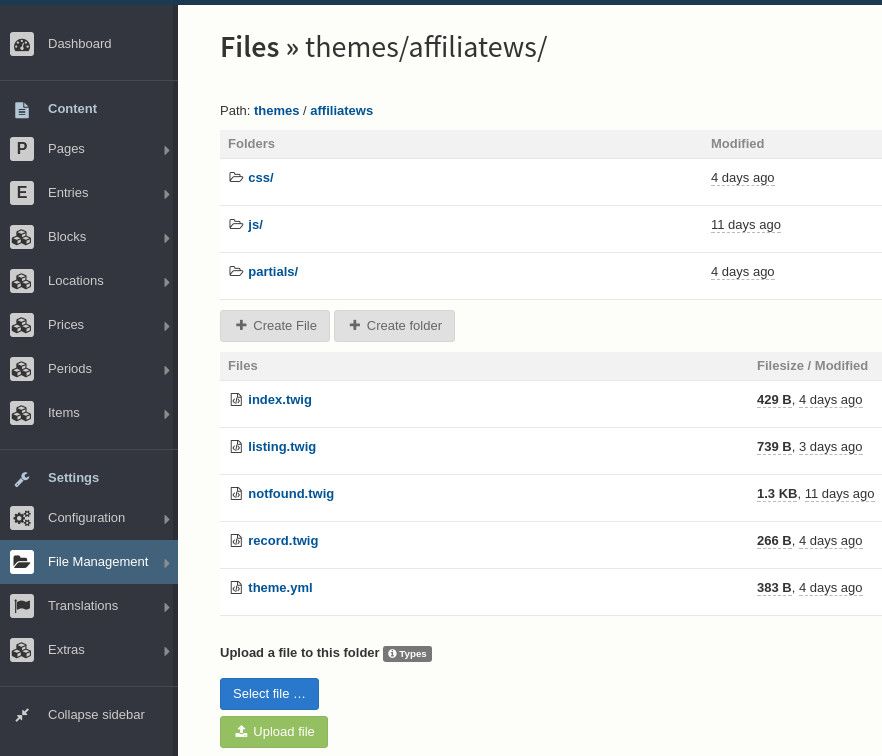 Files » themes/affiliatews/
Dashboard
Content
P Pages
E Entries
Blocks
Locations
Prices
Periods
Items
Settings
Configuration
File Management
Translations
Extras
Collapse sidebar
Path: themes / affiliatews
Folders Modified
css/ 4 days ago
js/ 11 days ago
partials/ 4 days ago
Create File Create folder
Files Filesize / Modified
index.twig 429 B, 4 days ago
listing.twig 739 B, 3 days ago
notfound.twig 1.3 KB, 11 days ago
record.twig 266 B, 4 days ago
theme.yml 383 B, 4 days ago
Upload a file to this folder Types
Select file …
Upload file